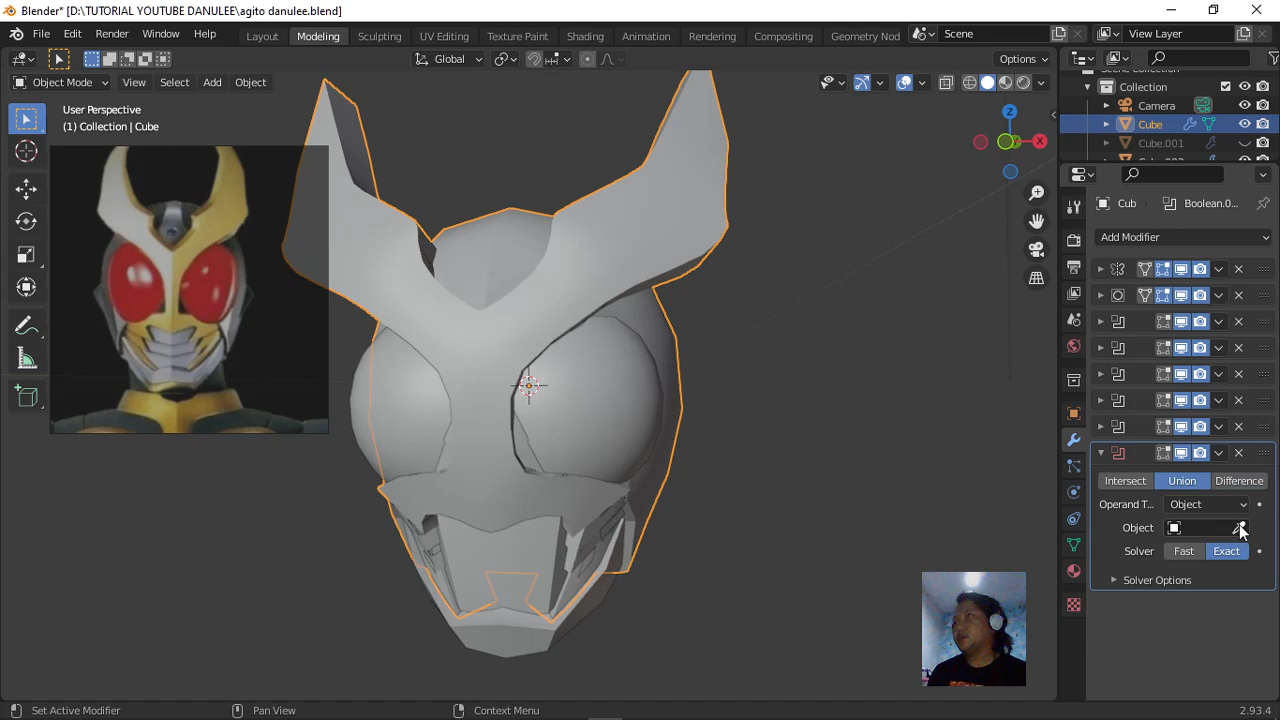 Blender* [D:\TUTORIAL YOUTUBE DANULEE\agito danulee.blend]
File Edit Render Window Help Layout Modeling Sculpting UV Editing Texture Paint Shading Animation Rendering Compositing Geometry Nod Scene View Layer
Global Options
Object Mode View Select Add Object
User Perspective
(1) Collection | Cube
Collection
Camera
Cube
Cube.001
Cub Boolean.0...
Add Modifier
Intersect Union Difference
Operand T... Object
Object
Solver Fast Exact
Solver Options
Set Active Modifier Pan View Context Menu 2.93.4